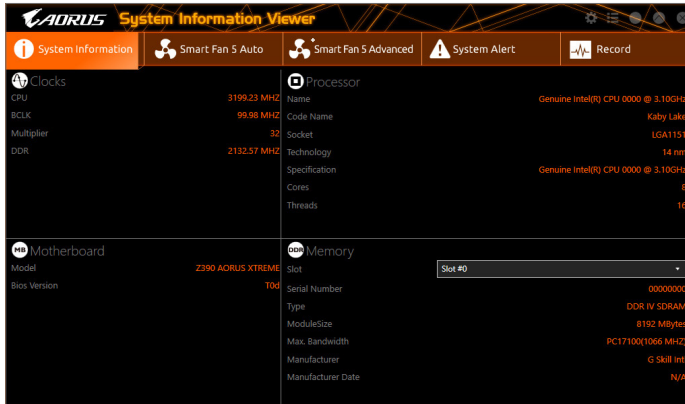 AORUS System Information Viewer
System Information
Smart Fan 5 Auto
Smart Fan 5 Advanced
System Alert
Record
Clocks
CPU 3199.23 MHZ
BCLK 99.98 MHZ
Multiplier 32
DDR 2132.57 MHZ
Processor
Name Genuine Intel(R) CPU 0000 @ 3.10GHz
Code Name Kaby Lake
Socket LGA1151
Technology 14 nm
Specification Genuine Intel(R) CPU 0000 @ 3.10GHz
Cores 8
Threads 16
MB Motherboard
Model Z390 AORUS XTREME
Bios Version T0d
DDR Memory
Slot Slot #0
Serial Number 00000000
Type DDR IV SDRAM
ModuleSize 8192 MBytes
Max. Bandwidth PC17100(1066 MHZ)
Manufacturer G Skill Int
Manufacturer Date N/A